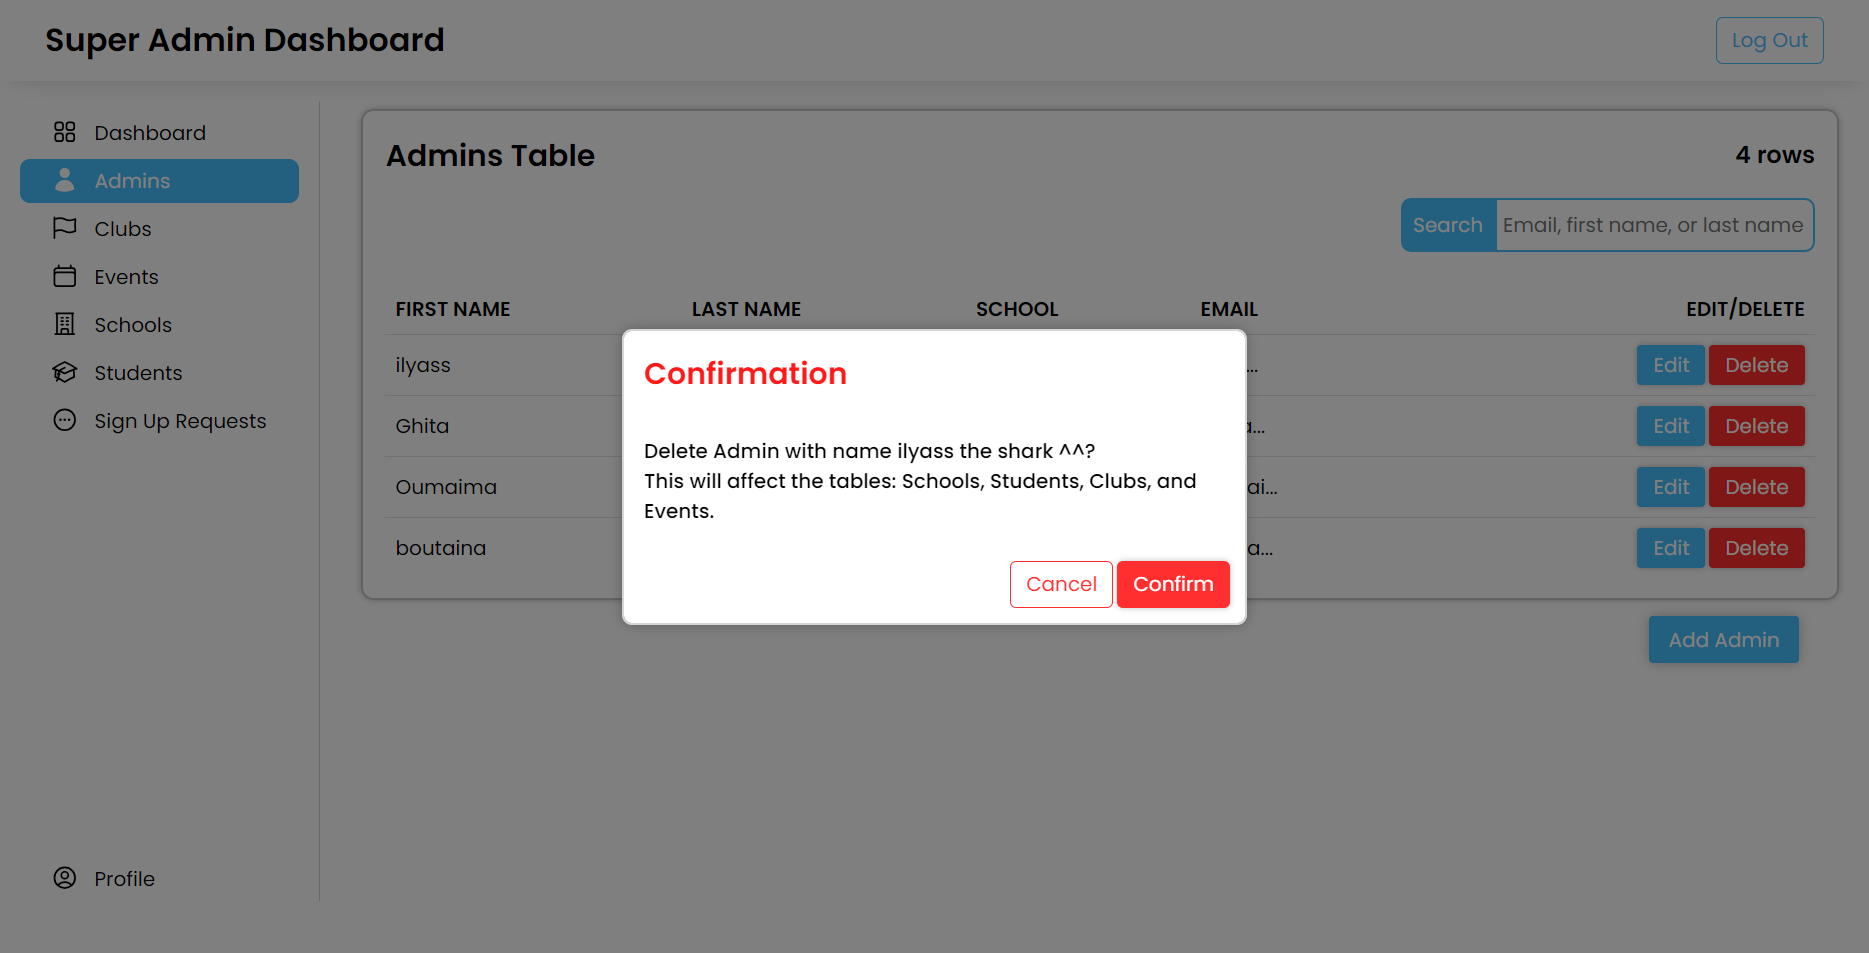 Super Admin Dashboard
Log Out
Dashboard
Admins
Clubs
Events
Schools
Students
Sign Up Requests
Profile
Admins Table
4 rows
Search Email, first name, or last name
FIRST NAME LAST NAME SCHOOL EMAIL EDIT/DELETE
ilyass ... Edit Delete
Ghita a... Edit Delete
Oumaima ai... Edit Delete
boutaina a... Edit Delete
Add Admin
Confirmation
Delete Admin with name ilyass the shark ^^?
This will affect the tables: Schools, Students, Clubs, and
Events.
Cancel Confirm